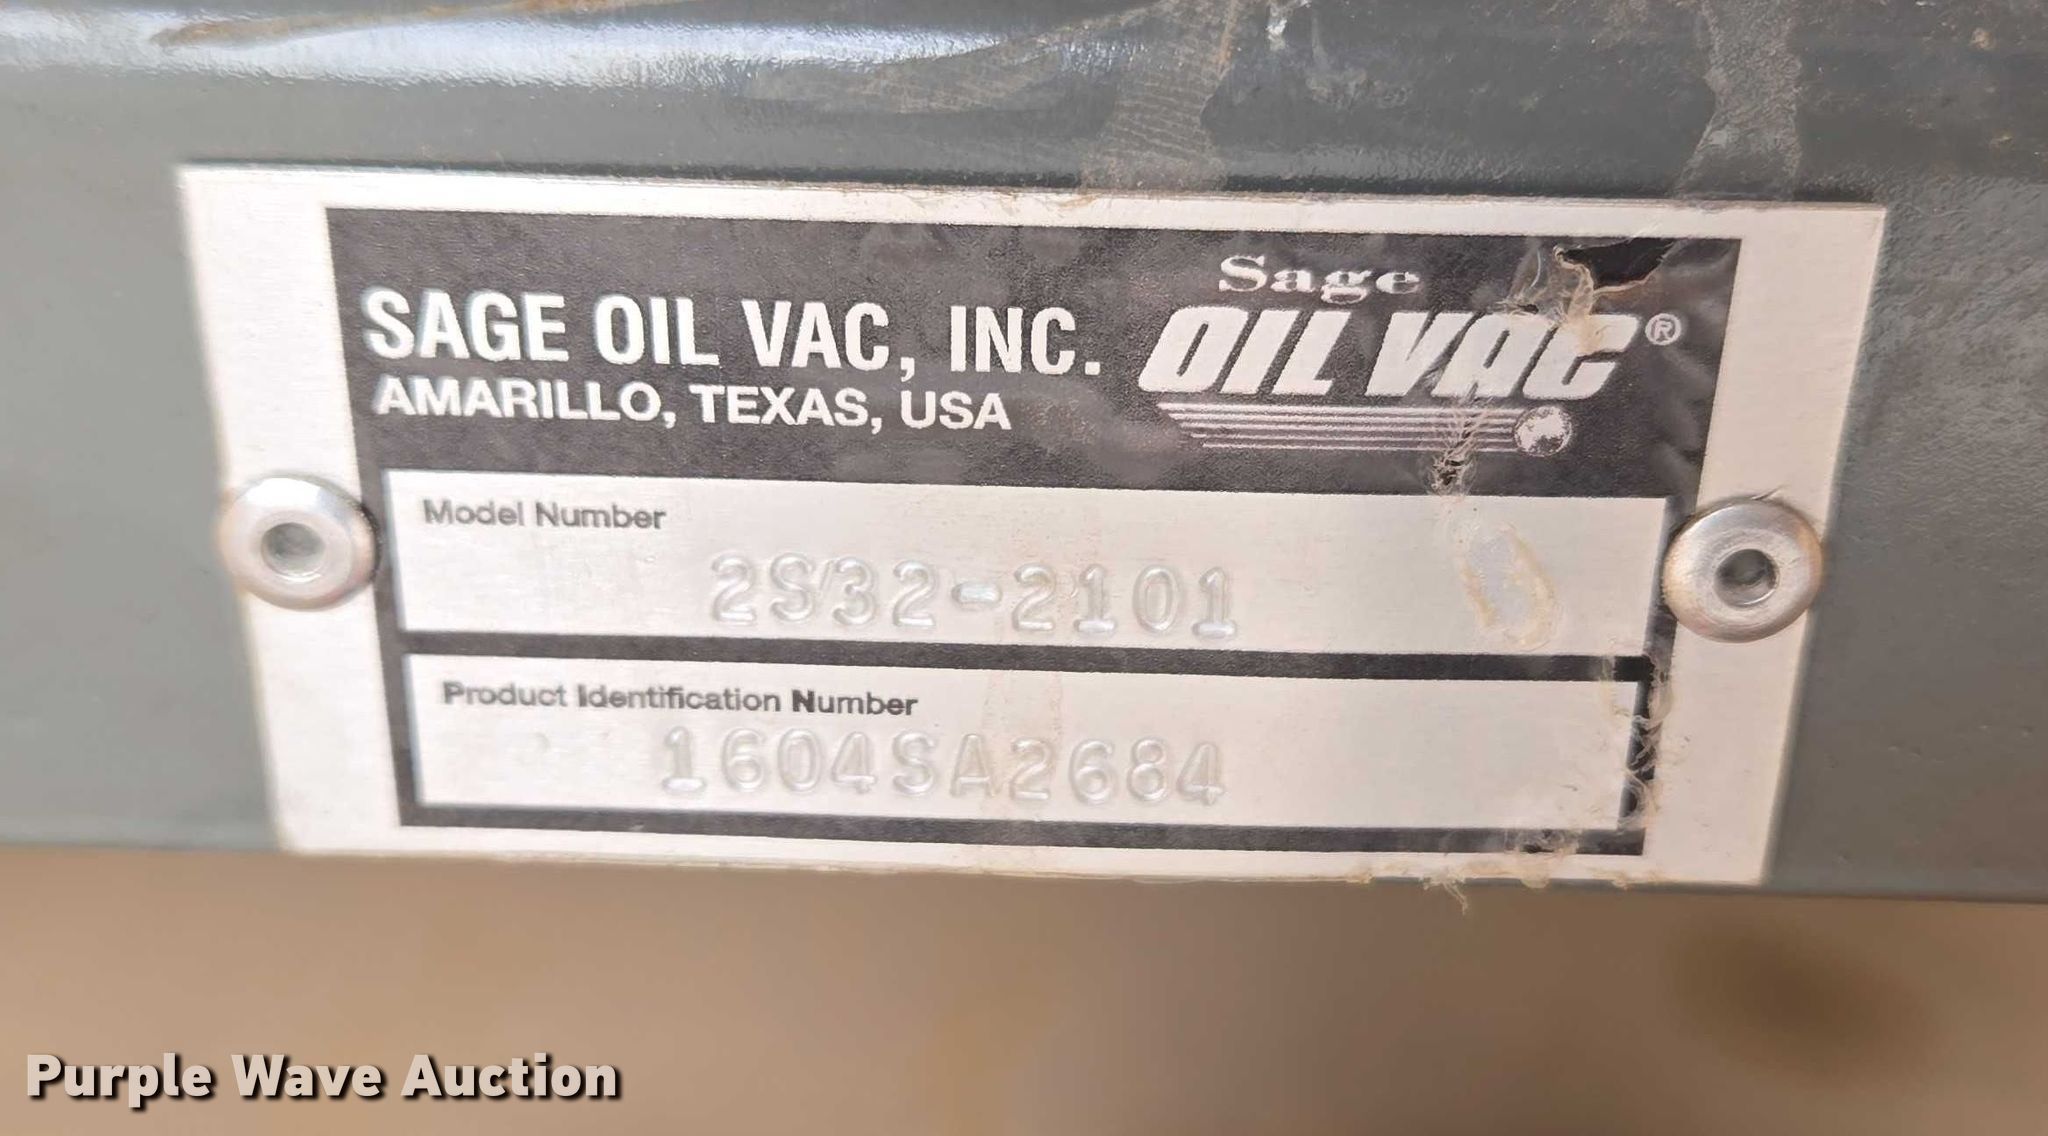 SAGE OIL VAC, INC.
AMARILLO, TEXAS, USA
Sage
OIL VAC®
Model Number
2S32-2101
Product Identification Number
1604SA2684
Purple Wave Auction